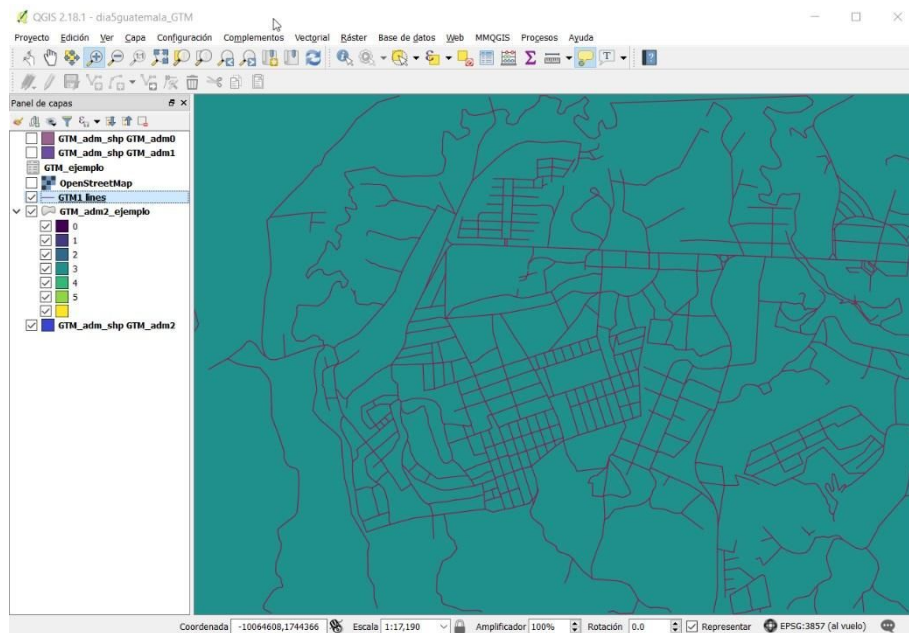 QGIS 2.18.1 - dia5guatemala_GTM
Proyecto Edición Ver Capa Configuración Complementos Vectorial Ráster Base de datos Web MMQGIS Procesos Ayuda
Panel de capas
GTM_adm_shp GTM_adm0
GTM_adm_shp GTM_adm1
GTM_ejemplo
OpenStreetMap
GTM1 lines
GTM_adm2_ejemplo
0
1
2
3
4
5
GTM_adm_shp GTM_adm2
Coordenada -10064608,1744366 Escala 1:17,190 Amplificador 100% Rotación 0.0 Representar EPSG:3857 (al vuelo)